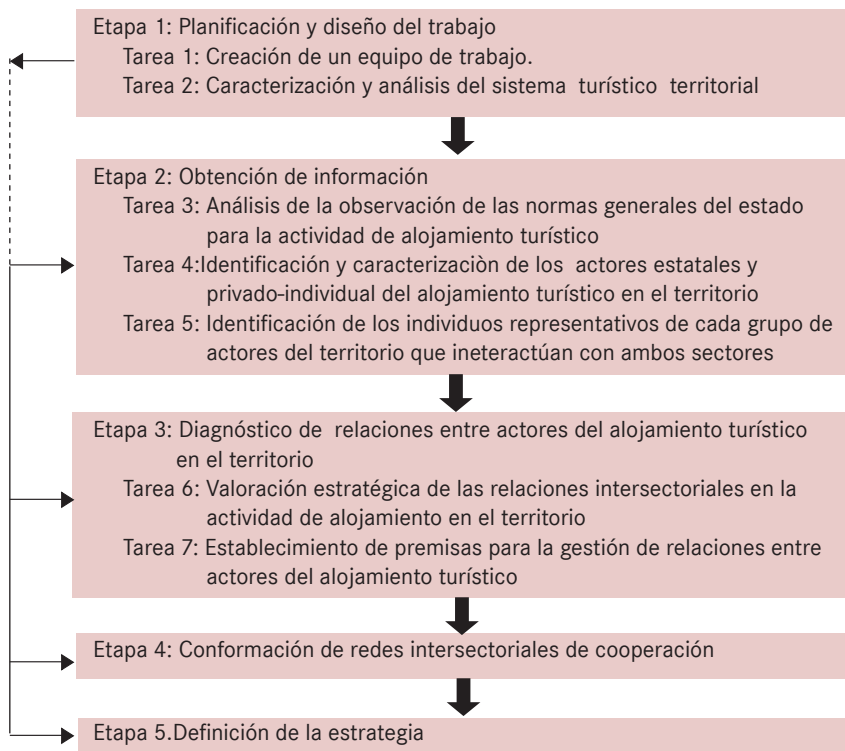 Etapa 1: Planificación y diseño del trabajo
Tarea 1: Creación de un equipo de trabajo.
Tarea 2: Caracterización y análisis del sistema turístico territorial
Etapa 2: Obtención de información
Tarea 3: Análisis de la observación de las normas generales del estado
para la actividad de alojamiento turístico
Tarea 4:Identificación y caracterizaciòn de los actores estatales y
privado-individual del alojamiento turístico en el territorio
Tarea 5: Identificación de los individuos representativos de cada grupo de
actores del territorio que ineteractúan con ambos sectores
Etapa 3: Diagnóstico de relaciones entre actores del alojamiento turístico
en el territorio
Tarea 6: Valoración estratégica de las relaciones intersectoriales en la
actividad de alojamiento en el territorio
Tarea 7: Establecimiento de premisas para la gestión de relaciones entre
actores del alojamiento turístico
Etapa 4: Conformación de redes intersectoriales de cooperación
Etapa 5.Definición de la estrategia